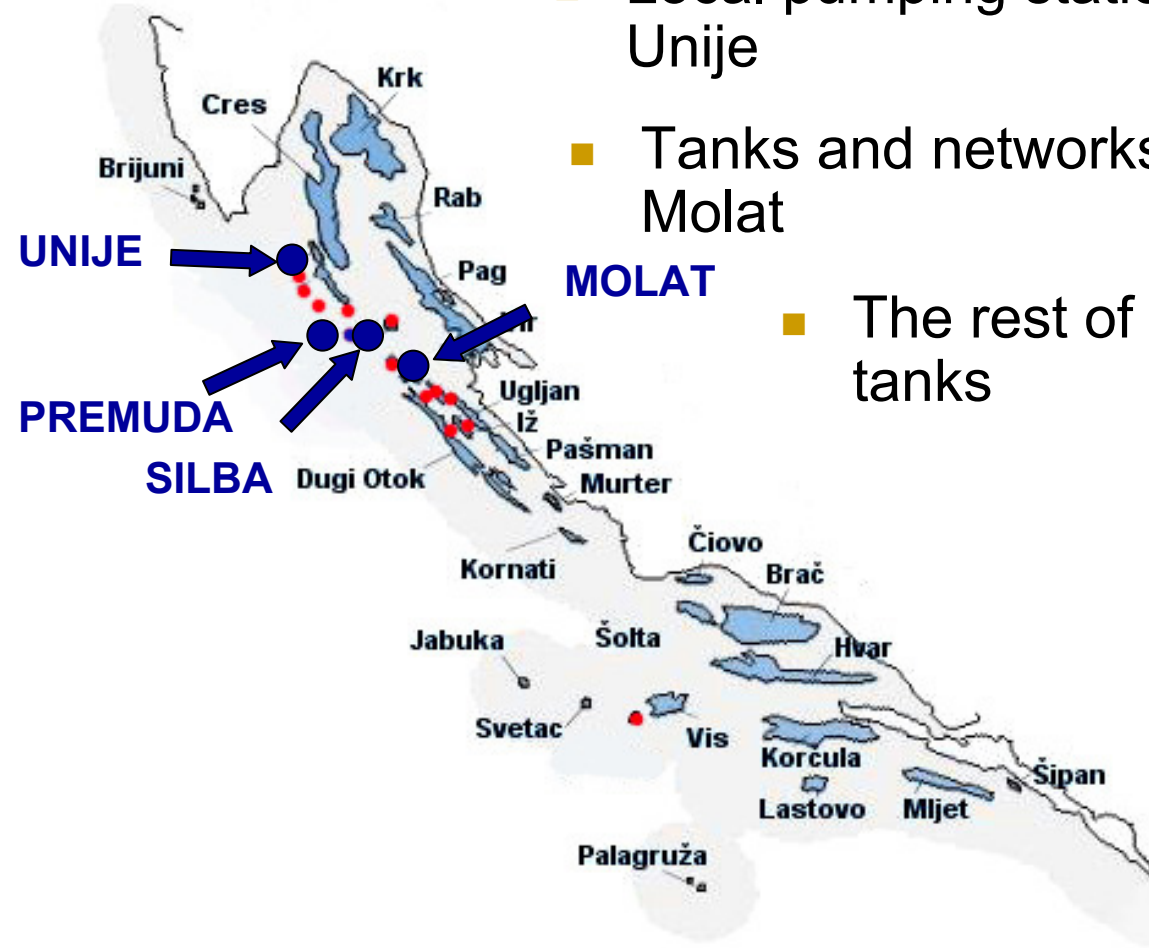 Unije
Krk
Cres
Tanks and networks
Molat
Brijuni
Rab
UNIJE
Pag
MOLAT
The rest of
tanks
Ugljan
Iž
PREMUDA
Pašman
SILBA
Dugi Otok
Murter
Čiovo
Kornati
Brač
Jabuka
Šolta
Hvar
Svetac
Vis
Korcula
Šipan
Lastovo
Mljet
Palagruža